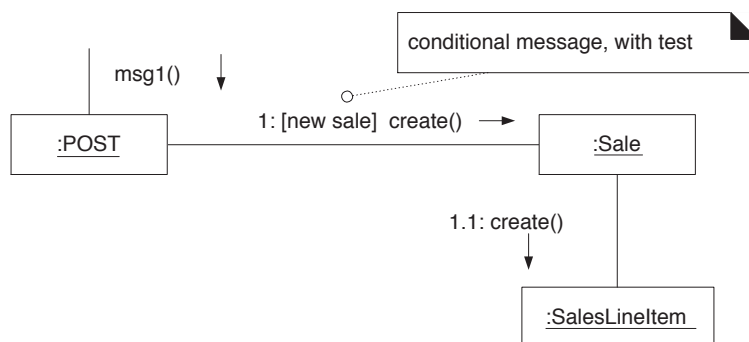 conditional message, with test
msg1()
1: [new sale] create()
:POST
:Sale
1.1: create()
:SalesLineItem